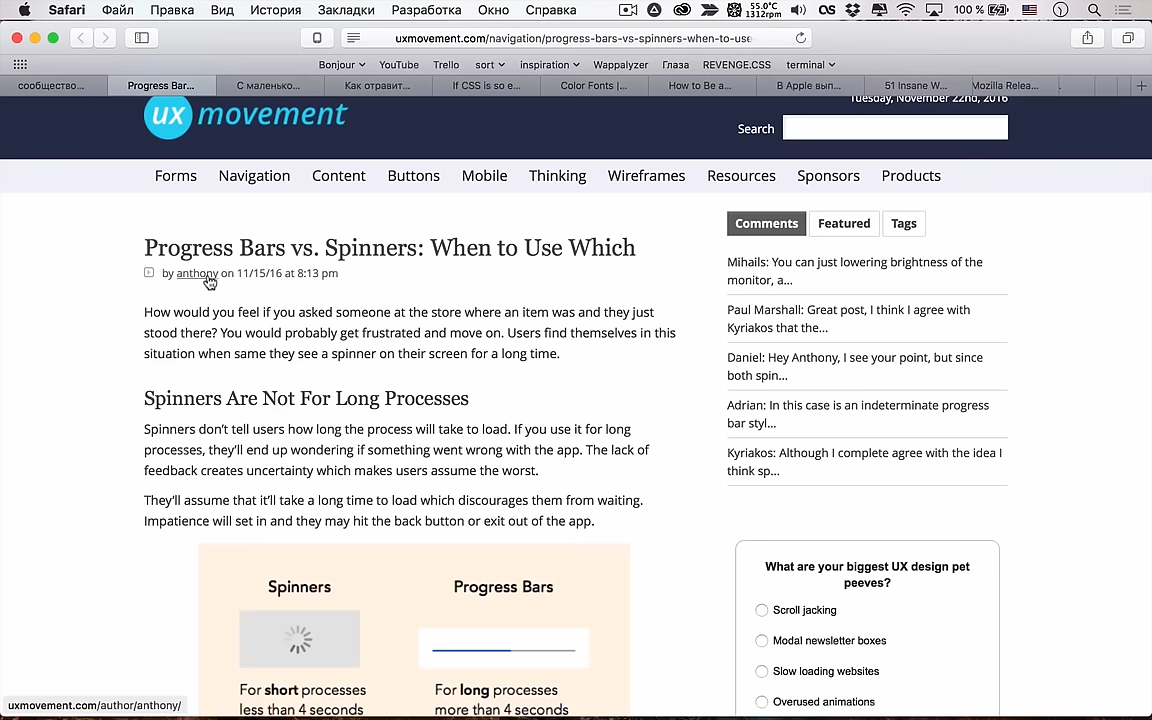 Safari Файл Правка Вид История Закладки Разработка Окно Справка 55.0°C 1312rpm 100 %
uxmovement.com/navigation/progress-bars-vs-spinners-when-to-use
Bonjour YouTube Trello sort inspiration Wappalyzer Глаза REVENGE.CSS terminal
сообщество... Progress Bar... С маленько... Как отравит... If CSS is so e... Color Fonts |... How to Be a... В Apple вып... 51 Insane W... Mozilla Relea...
ux movement
Tuesday, November 22nd, 2016
Search
Forms Navigation Content Buttons Mobile Thinking Wireframes Resources Sponsors Products
Progress Bars vs. Spinners: When to Use Which
by anthony on 11/15/16 at 8:13 pm
How would you feel if you asked someone at the store where an item was and they just
stood there? You would probably get frustrated and move on. Users find themselves in this
situation when same they see a spinner on their screen for a long time.
Spinners Are Not For Long Processes
Spinners don't tell users how long the process will take to load. If you use it for long
processes, they'll end up wondering if something went wrong with the app. The lack of
feedback creates uncertainty which makes users assume the worst.
They'll assume that it'll take a long time to load which discourages them from waiting.
Impatience will set in and they may hit the back button or exit out of the app.
Spinners Progress Bars
For short processes For long processes
less than 4 seconds more than 4 seconds
Comments Featured Tags
Mihails: You can just lowering brightness of the
monitor, a...
Paul Marshall: Great post, I think I agree with
Kyriakos that the...
Daniel: Hey Anthony, I see your point, but since
both spin...
Adrian: In this case is an indeterminate progress
bar styl...
Kyriakos: Although I complete agree with the idea I
think sp...
What are your biggest UX design pet
peeves?
Scroll jacking
Modal newsletter boxes
Slow loading websites
Overused animations
uxmovement.com/author/anthony/